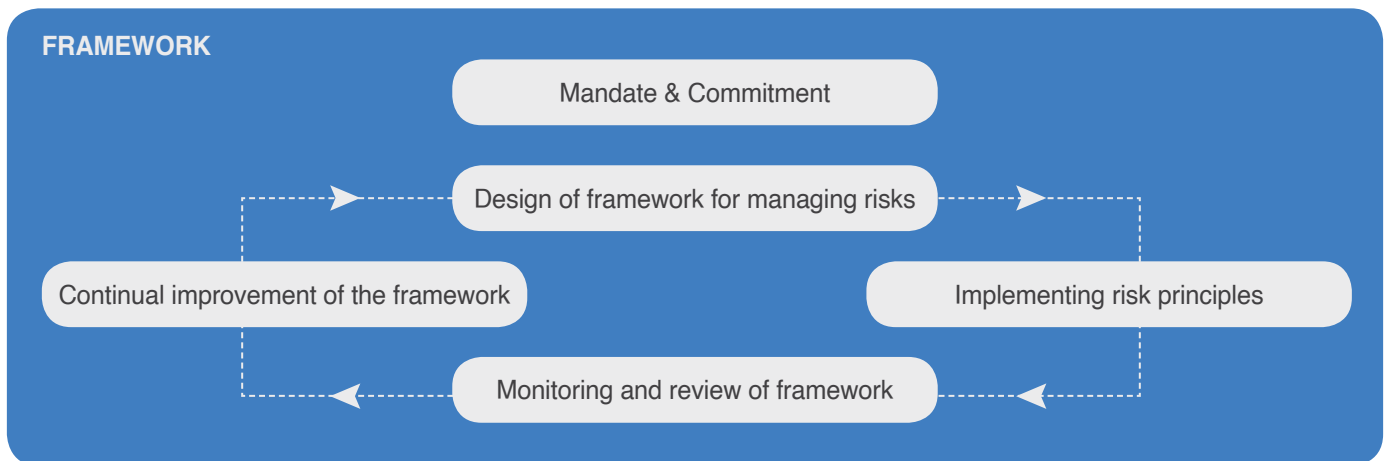 FRAMEWORK
Mandate & Commitment
Design of framework for managing risks
Continual improvement of the framework
Implementing risk principles
Monitoring and review of framework